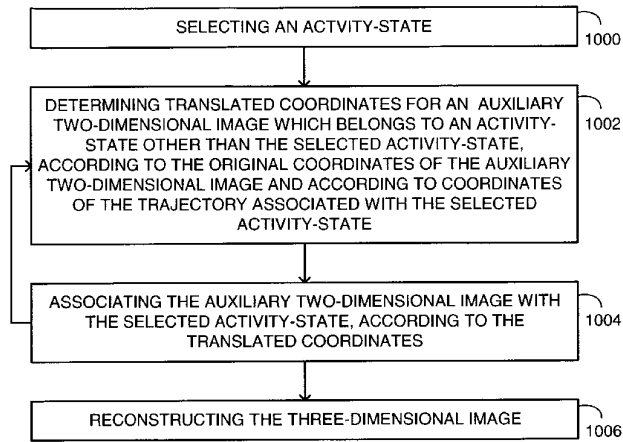 SELECTING AN ACTVITY-STATE
1000
DETERMINING TRANSLATED COORDINATES FOR AN AUXILIARY
TWO-DIMENSIONAL IMAGE WHICH BELONGS TO AN ACTIVITY-
STATE OTHER THAN THE SELECTED ACTIVITY-STATE,
ACCORDING TO THE ORIGINAL COORDINATES OF THE AUXILIARY
TWO-DIMENSIONAL IMAGE AND ACCORDING TO COORDINATES
OF THE TRAJECTORY ASSOCIATED WITH THE SELECTED
ACTIVITY-STATE
1002
ASSOCIATING THE AUXILIARY TWO-DIMENSIONAL IMAGE WITH
THE SELECTED ACTIVITY-STATE, ACCORDING TO THE
TRANSLATED COORDINATES
1004
RECONSTRUCTING THE THREE-DIMENSIONAL IMAGE
1006